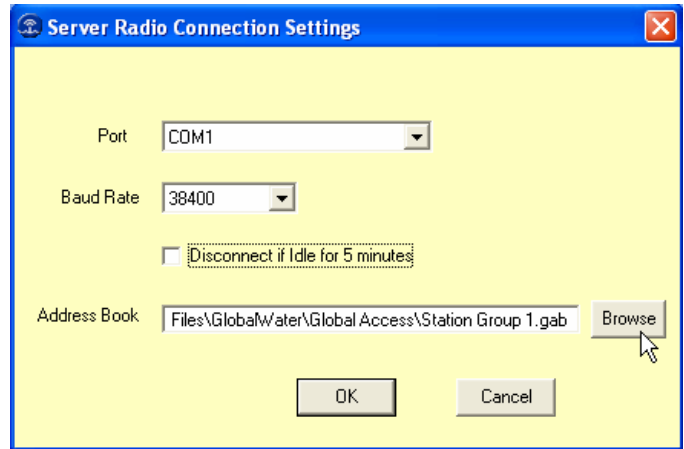 Server Radio Connection Settings
Port COM1
Baud Rate 38400
Disconnect if Idle for 5 minutes
Address Book Files\GlobalWater\Global Access\Station Group 1.gab Browse
OK Cancel